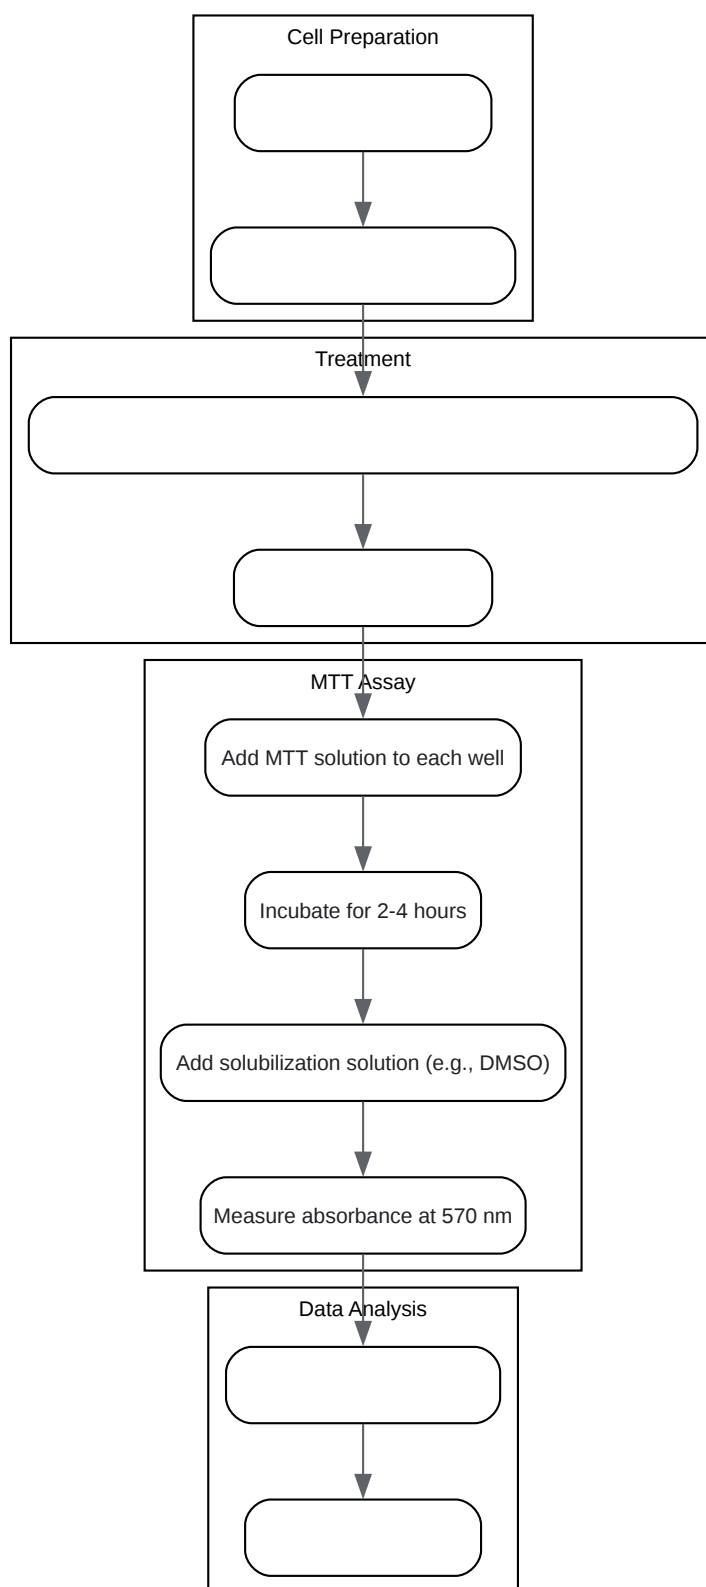 Cell Preparation
Treatment
MTT Assay
Add MTT solution to each well
Incubate for 2-4 hours
Add solubilization solution (e.g., DMSO)
Measure absorbance at 570 nm
Data Analysis